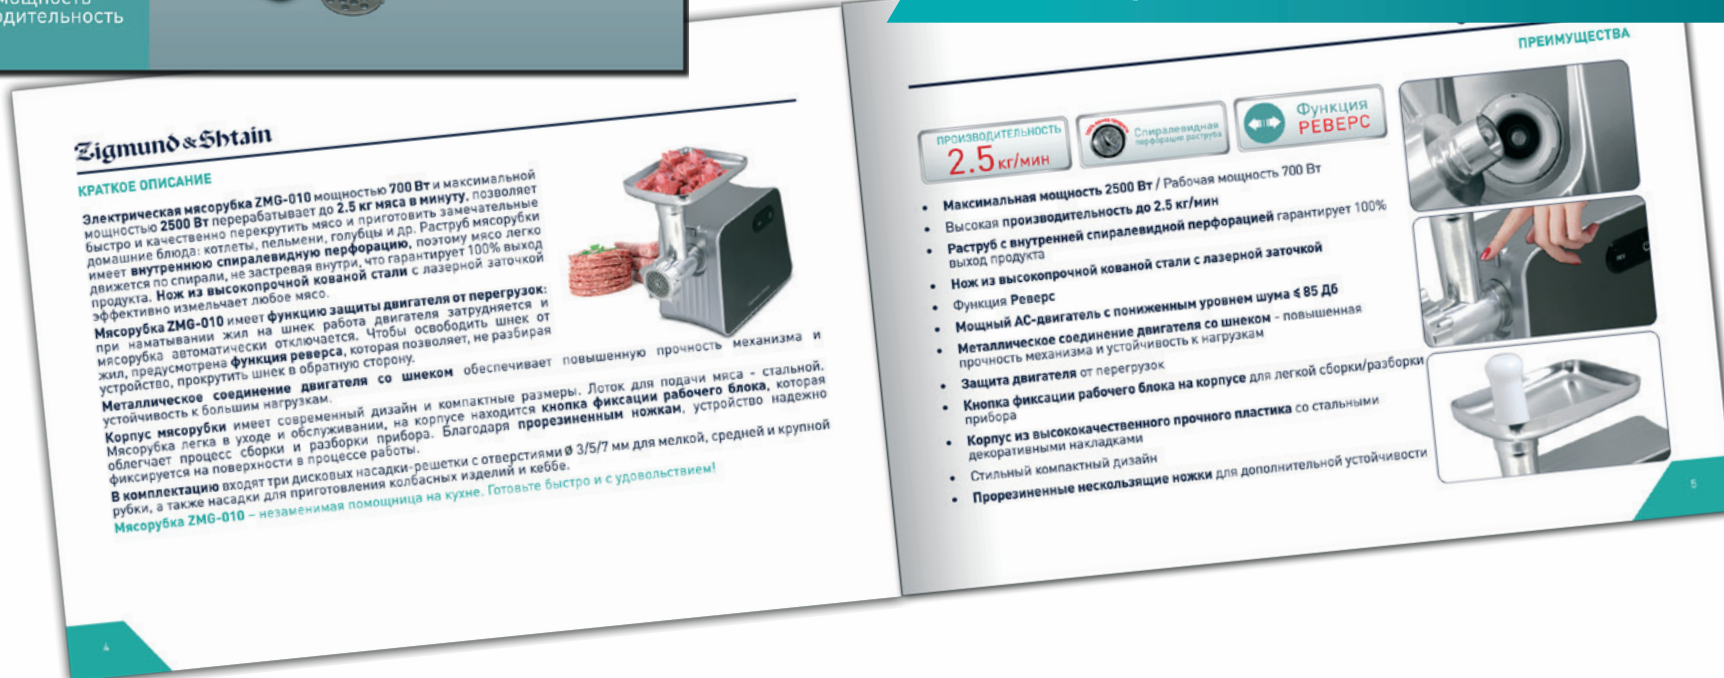 одительность
Zigmund & Shtain
КРАТКОЕ ОПИСАНИЕ
Электрическая мясорубка ZMG-010 мощностью 700 Вт и максимальной
мощностью 2500 Вт перерабатывает до 2.5 кг мяса в минуту, позволяет
быстро и качественно перекрутить мясо и приготовить замечательные
домашние блюда: котлеты, пельмени, голубцы и др. Раструб мясорубки
имеет внутреннюю спиралевидную перфорацию, поэтому мясо легко
движется по спирали, не застревая внутри, что гарантирует 100% выход
продукта. Нож из высокопрочной кованой стали с лазерной заточкой
эффективно измельчает любое мясо.
Мясорубка ZMG-010 имеет функцию защиты двигателя от перегрузок:
при наматывании жил на шнек работа двигателя затрудняется и
мясорубка автоматически отключается. Чтобы освободить шнек от
жил, предусмотрена функция реверса, которая позволяет, не разбирая
устройство, прокрутить шнек в обратную сторону.
Металлическое соединение двигателя со шнеком обеспечивает повышенную прочность механизма и
устойчивость к большим нагрузкам.
Корпус мясорубки имеет современный дизайн и компактные размеры. Лоток для подачи мяса - стальной.
Мясорубка легка в уходе и обслуживании, на корпусе находится кнопка фиксации рабочего блока, которая
облегчает процесс сборки и разборки прибора. Благодаря прорезиненным ножкам, устройство надежно
фиксируется на поверхности в процессе работы.
В комплектацию входят три дисковых насадки-решетки с отверстиями Ø 3/5/7 мм для мелкой, средней и крупной
рубки, а также насадки для приготовления колбасных изделий и кеббе.
Мясорубка ZMG-010 – незаменимая помощница на кухне. Готовьте быстро и с удовольствием!
4
ПРЕИМУЩЕСТВА
ПРОИЗВОДИТЕЛЬНОСТЬ
2.5 кг/мин
Спиралевидная
перфорация раструба
Функция
РЕВЕРС
• Максимальная мощность 2500 Вт / Рабочая мощность 700 Вт
• Высокая производительность до 2.5 кг/мин
• Раструб с внутренней спиралевидной перфорацией гарантирует 100%
выход продукта
• Нож из высокопрочной кованой стали с лазерной заточкой
• Функция Реверс
• Мощный АС-двигатель с пониженным уровнем шума ≤ 85 Дб
• Металлическое соединение двигателя со шнеком - повышенная
прочность механизма и устойчивость к нагрузкам
• Защита двигателя от перегрузок
• Кнопка фиксации рабочего блока на корпусе для легкой сборки/разборки
прибора
• Корпус из высококачественного прочного пластика со стальными
декоративными накладками
• Стильный компактный дизайн
• Прорезиненные нескользящие ножки для дополнительной устойчивости
5